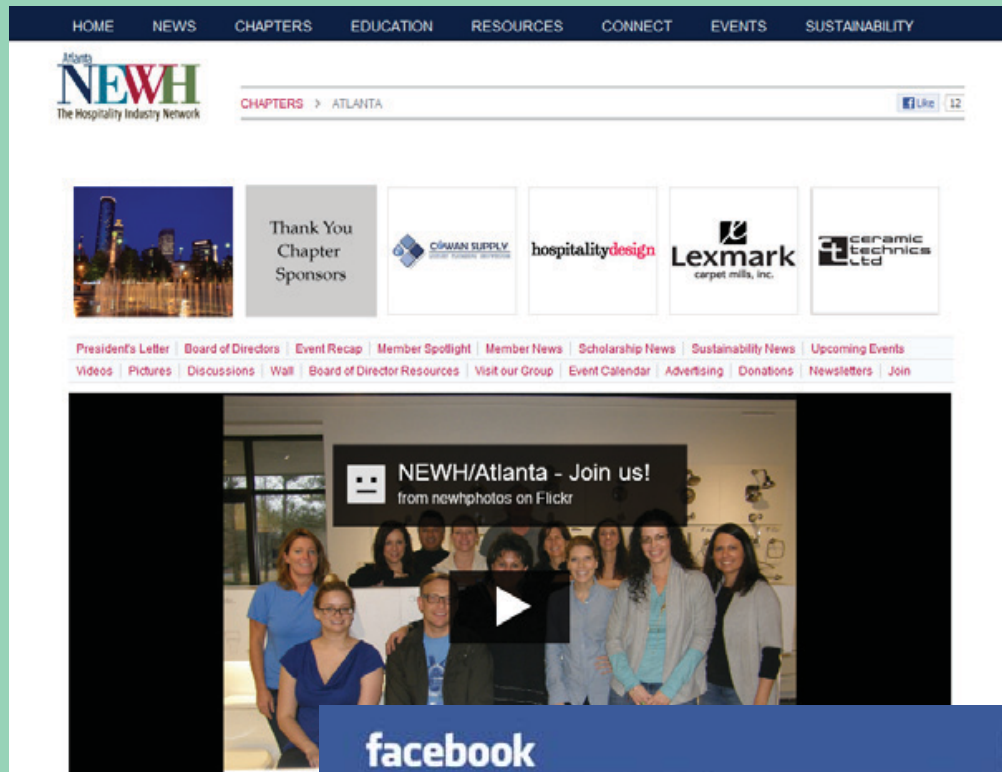 HOME NEWS CHAPTERS EDUCATION RESOURCES CONNECT EVENTS SUSTAINABILITY
Atlanta
NEWH
The Hospitality Industry Network
CHAPTERS > ATLANTA
Like 12
Thank You
Chapter
Sponsors
COWAN SUPPLY
hospitalitydesign
Lexmark
carpet mills, inc.
ct ceramic
technics
Ltd
President's Letter | Board of Directors | Event Recap | Member Spotlight | Member News | Scholarship News | Sustainability News | Upcoming Events
Videos | Pictures | Discussions | Wall | Board of Director Resources | Visit our Group | Event Calendar | Advertising | Donations | Newsletters | Join
NEWH/Atlanta - Join us!
from newhphotos on Flickr
facebook